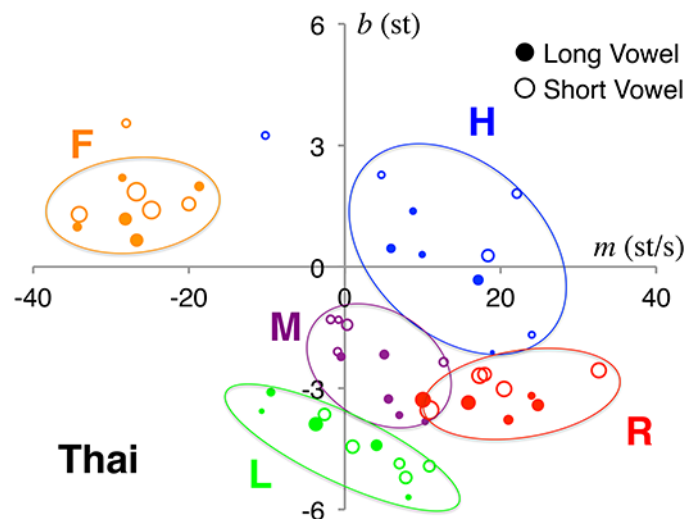 6
b (st)
Long Vowel
Short Vowel
H
F
3
0
m (st/s)
-40
-20
0
20
40
M
-3
R
Thai
L
-6